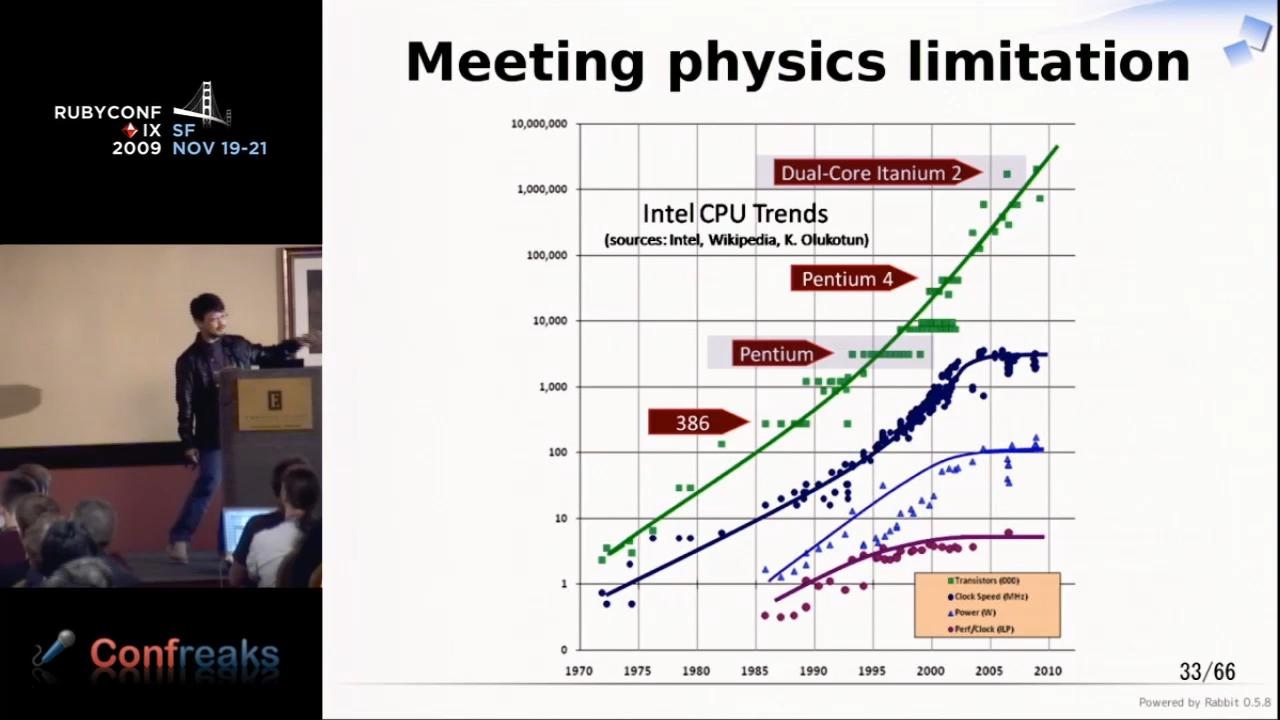 Meeting physics limitation
RUBYCONF
IX SF
2009 NOV 19-21
10,000,000
1,000,000
100,000
10,000
1,000
100
10
1
0
Dual-Core Itanium 2
Intel CPU Trends
(sources: Intel, Wikipedia, K. Olukotun)
Pentium 4
Pentium
386
Transistors (000)
Clock Speed (MHz)
Power (W)
Perf/Clock (ILP)
1970 1975 1980 1985 1990 1995 2000 2005 2010
E
Confreaks
33/66
Powered by Rabbit 0.5.8